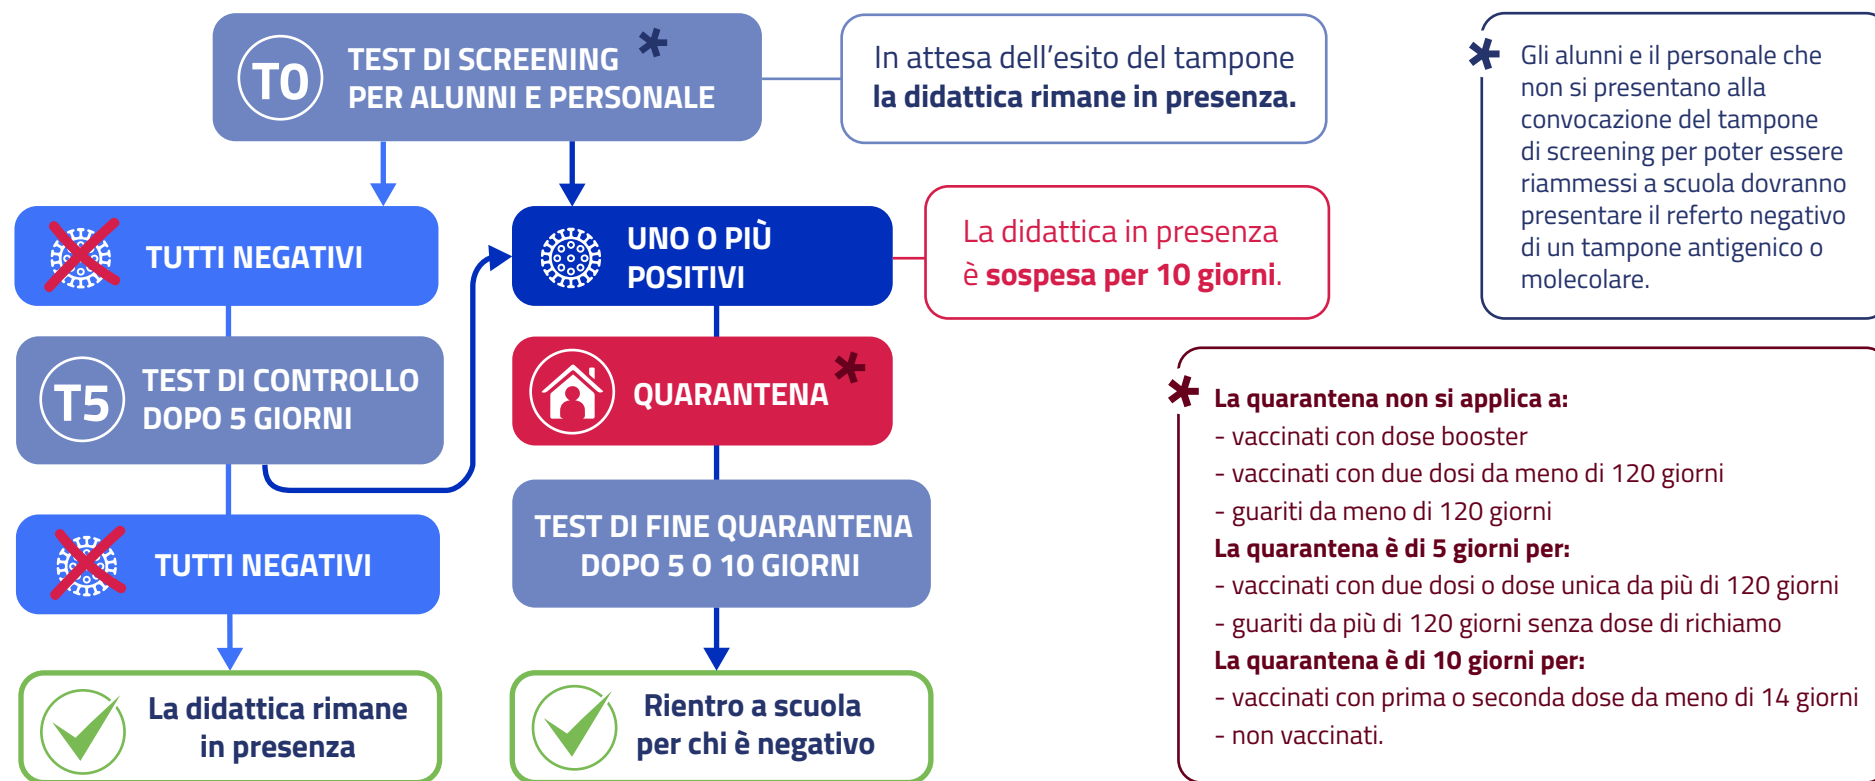 T0
TEST DI SCREENING *
PER ALUNNI E PERSONALE
In attesa dell'esito del tampone
la didattica rimane in presenza.
TUTTI NEGATIVI
UNO O PIÙ
POSITIVI
La didattica in presenza
è sospesa per 10 giorni.
T5
TEST DI CONTROLLO
DOPO 5 GIORNI
QUARANTENA *
TUTTI NEGATIVI
TEST DI FINE QUARANTENA
DOPO 5 O 10 GIORNI
La didattica rimane
in presenza
Rientro a scuola
per chi è negativo
* Gli alunni e il personale che
non si presentano alla
convocazione del tampone
di screening per poter essere
riammessi a scuola dovranno
presentare il referto negativo
di un tampone antigenico o
molecolare.
* La quarantena non si applica a:
- vaccinati con dose booster
- vaccinati con due dosi da meno di 120 giorni
- guariti da meno di 120 giorni
La quarantena è di 5 giorni per:
- vaccinati con due dosi o dose unica da più di 120 giorni
- guariti da più di 120 giorni senza dose di richiamo
La quarantena è di 10 giorni per:
- vaccinati con prima o seconda dose da meno di 14 giorni
- non vaccinati.